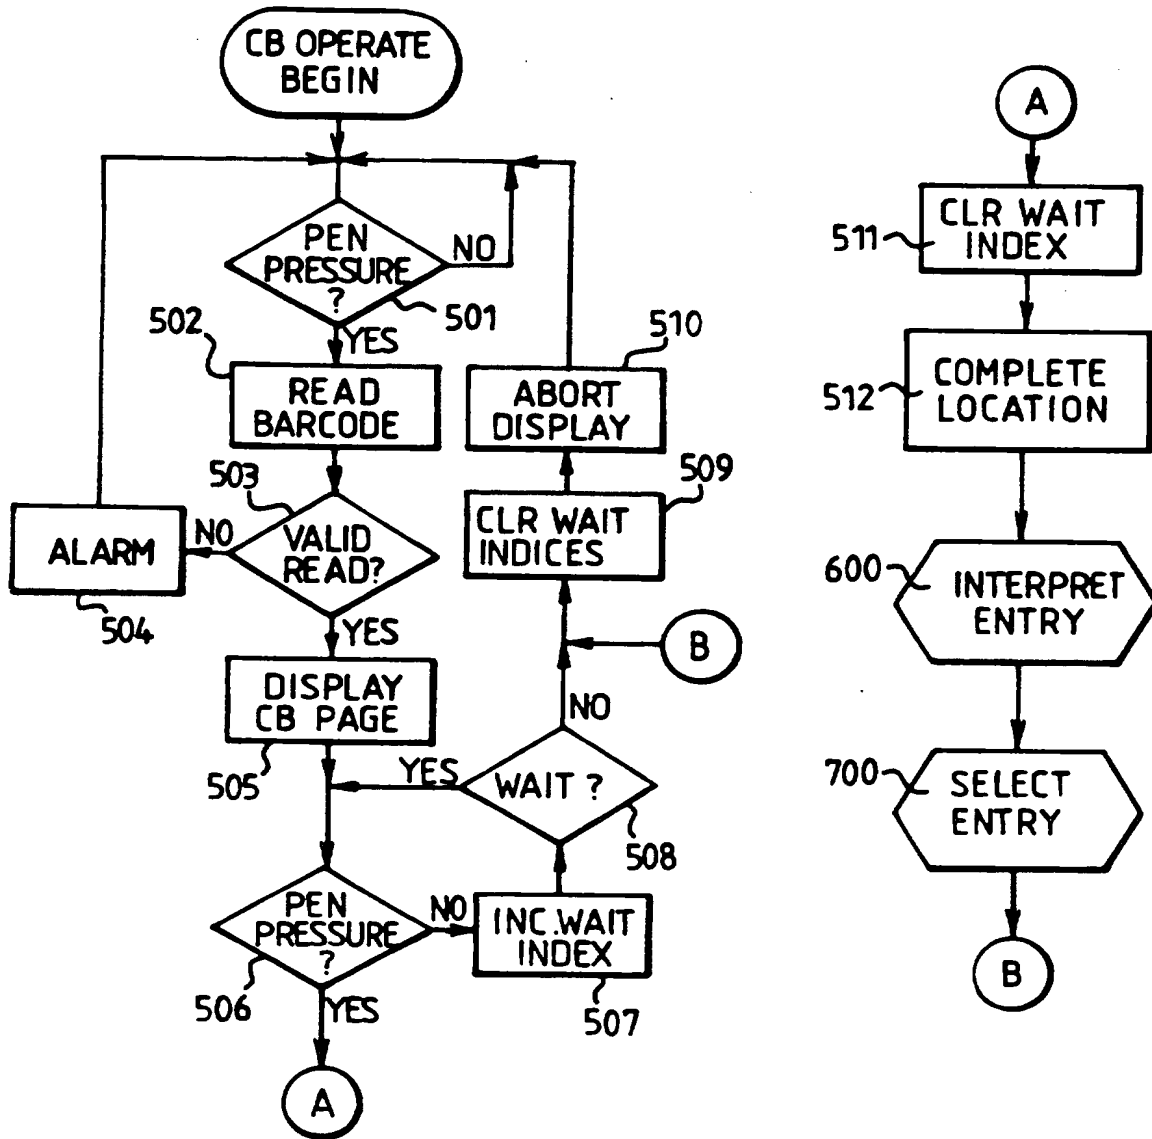 CB OPERATE
BEGIN
PEN
PRESSURE
?
NO
501
YES
502
READ
BARCODE
503
VALID
READ?
NO
ALARM
504
YES
DISPLAY
CB PAGE
505
PEN
PRESSURE
?
506
NO
YES
A
INC.WAIT
INDEX
507
WAIT ?
508
YES
NO
B
CLR WAIT
INDICES
509
ABORT
DISPLAY
510
A
CLR WAIT
INDEX
511
COMPLETE
LOCATION
512
INTERPRET
ENTRY
600
SELECT
ENTRY
700
B